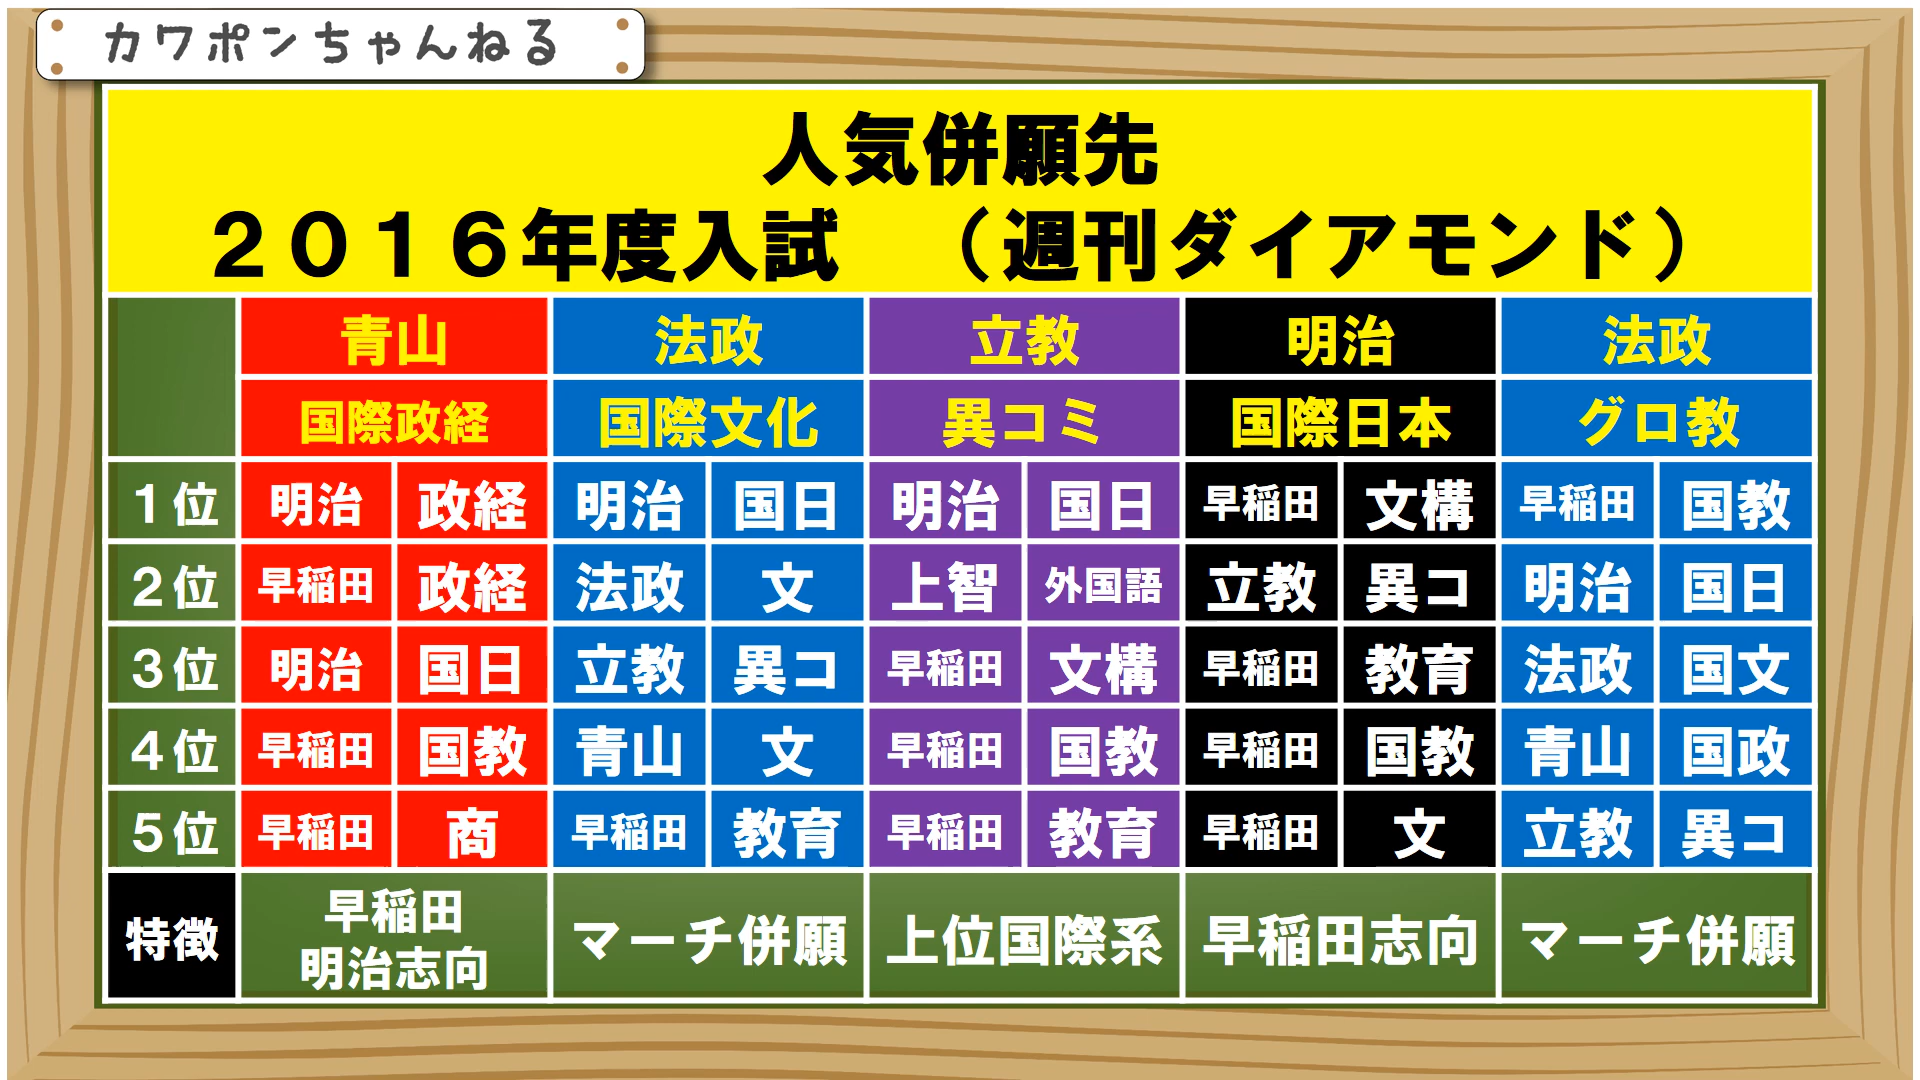 カワポンちゃんねる
人気併願先
２０１６年度入試　（週刊ダイアモンド）
青山 法政 立教 明治 法政
国際政経 国際文化 異コミ 国際日本 グロ教
１位 明治 政経 明治 国日 明治 国日 早稲田 文構 早稲田 国教
２位 早稲田 政経 法政 文 上智 外国語 立教 異コ 明治 国日
３位 明治 国日 立教 異コ 早稲田 文構 早稲田 教育 法政 国文
４位 早稲田 国教 青山 文 早稲田 国教 早稲田 国教 青山 国政
５位 早稲田 商 早稲田 教育 早稲田 教育 早稲田 文 立教 異コ
特徴 早稲田
明治志向 マーチ併願 上位国際系 早稲田志向 マーチ併願